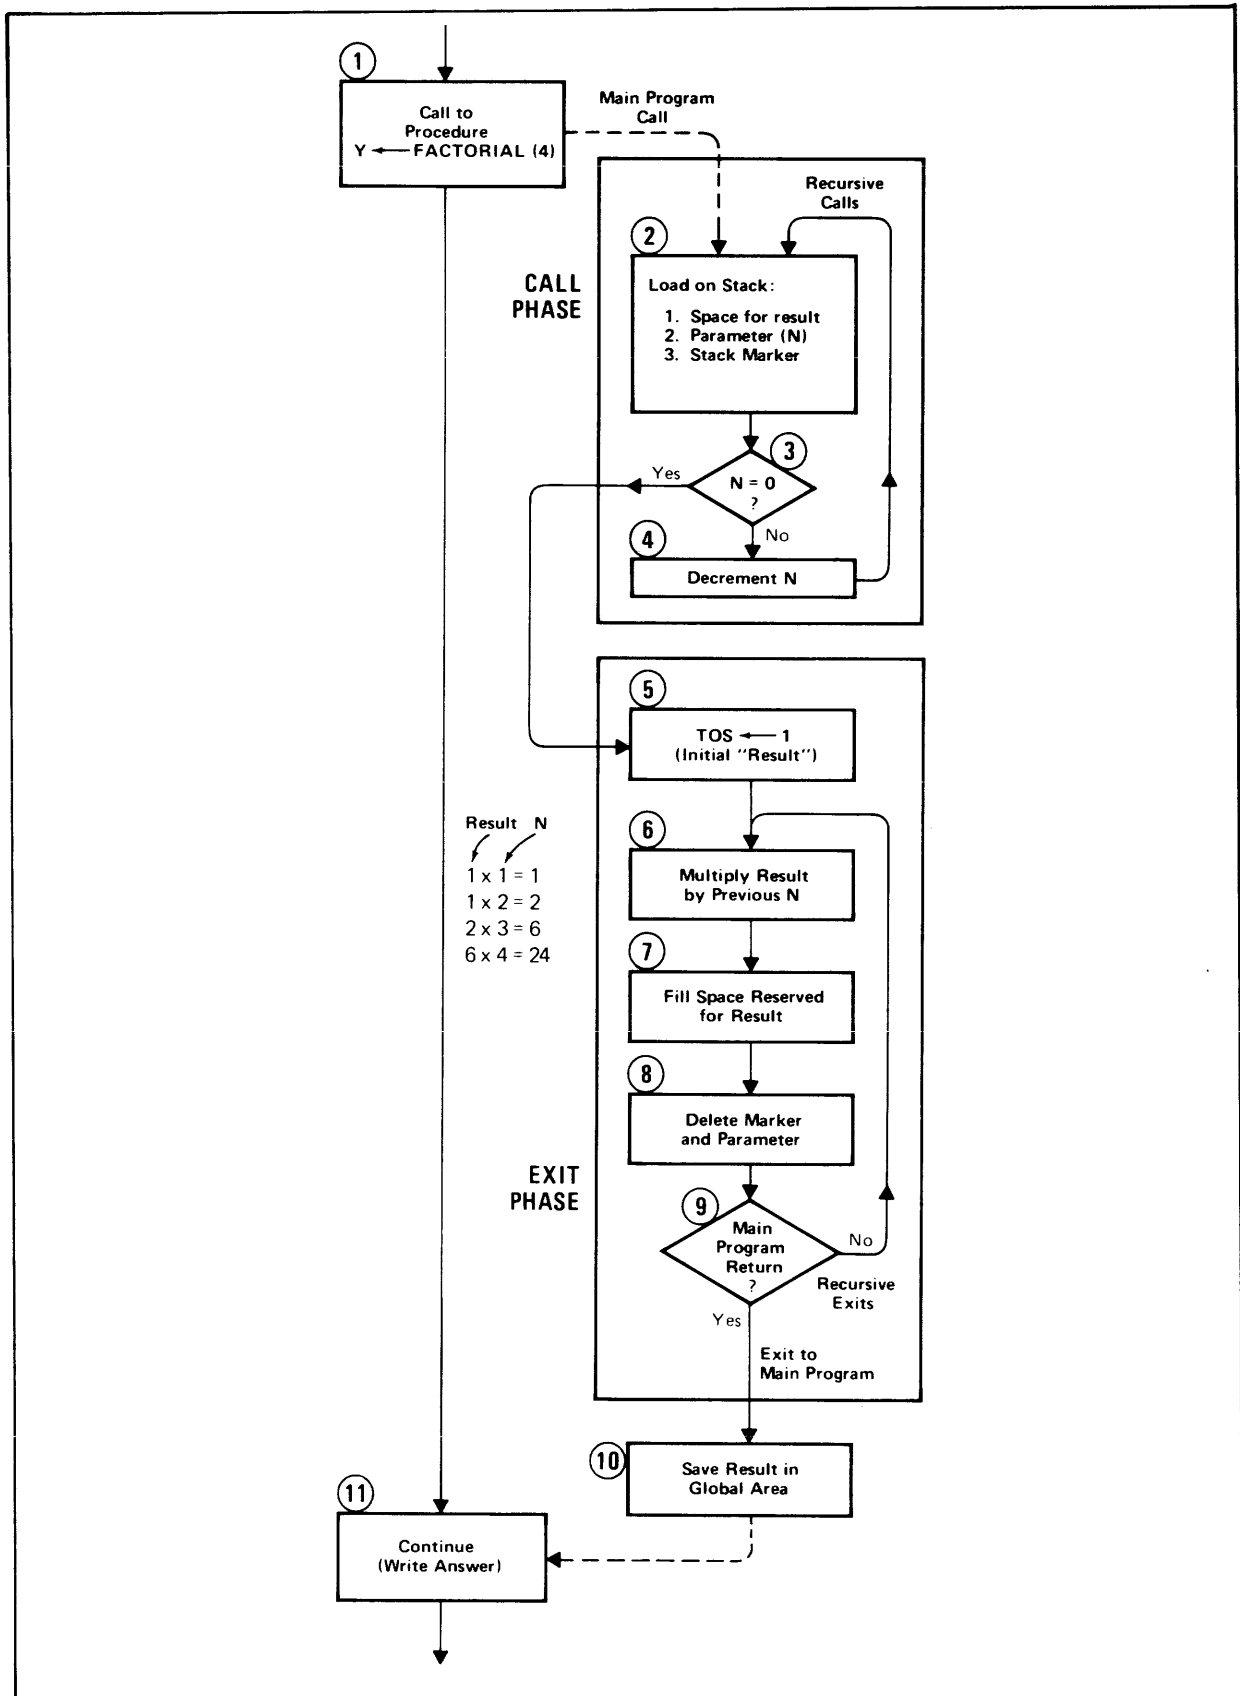 1
Call to
Procedure
Y ← FACTORIAL (4)
Main Program
Call
Recursive
Calls
2
CALL
PHASE
Load on Stack:
1. Space for result
2. Parameter (N)
3. Stack Marker
3
Yes
N = 0
?
No
4
Decrement N
5
TOS ← 1
(Initial "Result")
Result N
1 x 1 = 1
1 x 2 = 2
2 x 3 = 6
6 x 4 = 24
6
Multiply Result
by Previous N
7
Fill Space Reserved
for Result
8
Delete Marker
and Parameter
EXIT
PHASE
9
Main
Program
Return
?
No
Recursive
Exits
Yes
Exit to
Main Program
10
Save Result in
Global Area
11
Continue
(Write Answer)